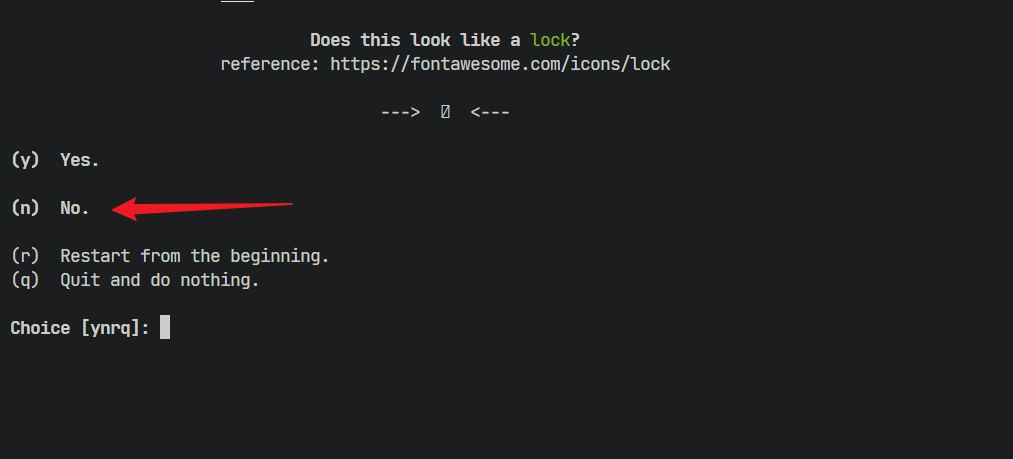 Does this look like a lock?
reference: https://fontawesome.com/icons/lock
--->  <---
(y) Yes.
(n) No.
(r) Restart from the beginning.
(q) Quit and do nothing.
Choice [ynrq]: